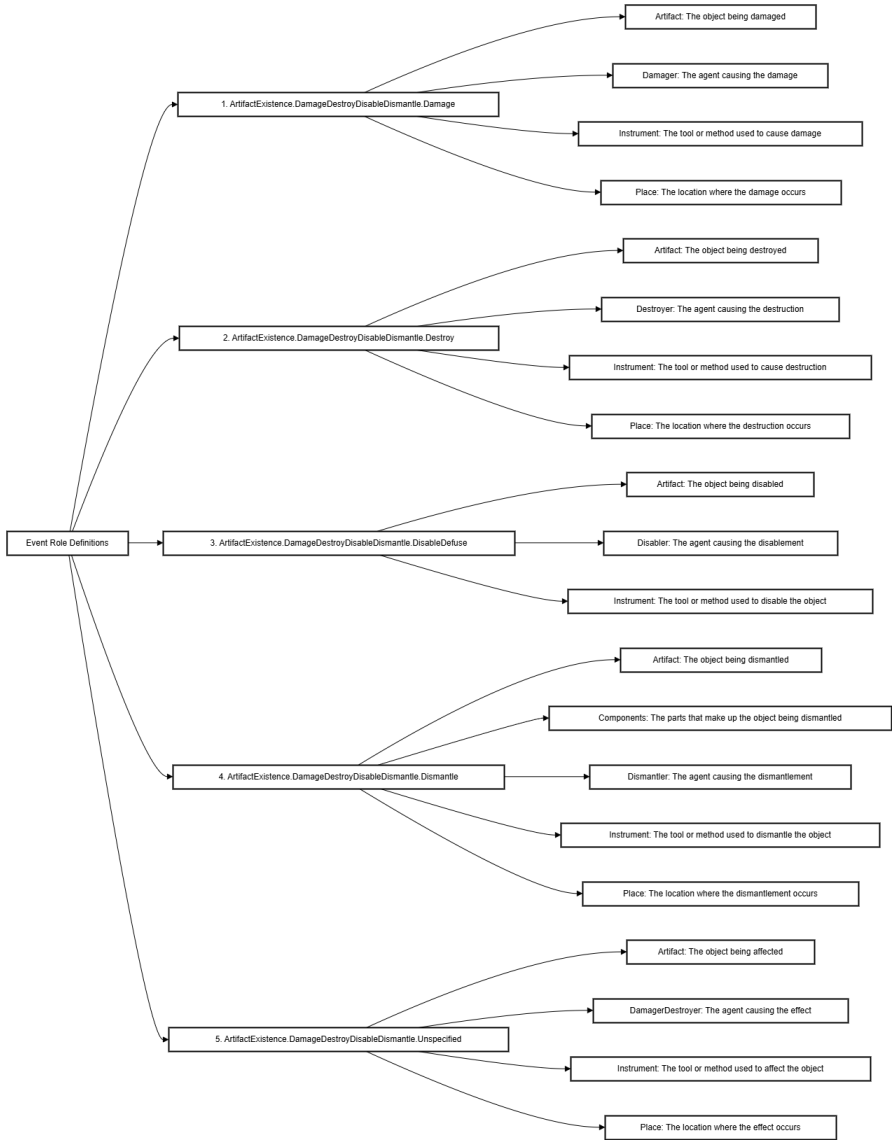 Event Role Definitions
1. ArtifactExistence.DamageDestroyDisableDismantle.Damage
Artifact: The object being damaged
Damager: The agent causing the damage
Instrument: The tool or method used to cause damage
Place: The location where the damage occurs
2. ArtifactExistence.DamageDestroyDisableDismantle.Destroy
Artifact: The object being destroyed
Destroyer: The agent causing the destruction
Instrument: The tool or method used to cause destruction
Place: The location where the destruction occurs
3. ArtifactExistence.DamageDestroyDisableDismantle.DisableDefuse
Artifact: The object being disabled
Disabler: The agent causing the disablement
Instrument: The tool or method used to disable the object
4. ArtifactExistence.DamageDestroyDisableDismantle.Dismantle
Artifact: The object being dismantled
Components: The parts that make up the object being dismantled
Dismantler: The agent causing the dismantlement
Instrument: The tool or method used to dismantle the object
Place: The location where the dismantlement occurs
5. ArtifactExistence.DamageDestroyDisableDismantle.Unspecified
Artifact: The object being affected
DamagerDestroyer: The agent causing the effect
Instrument: The tool or method used to affect the object
Place: The location where the effect occurs